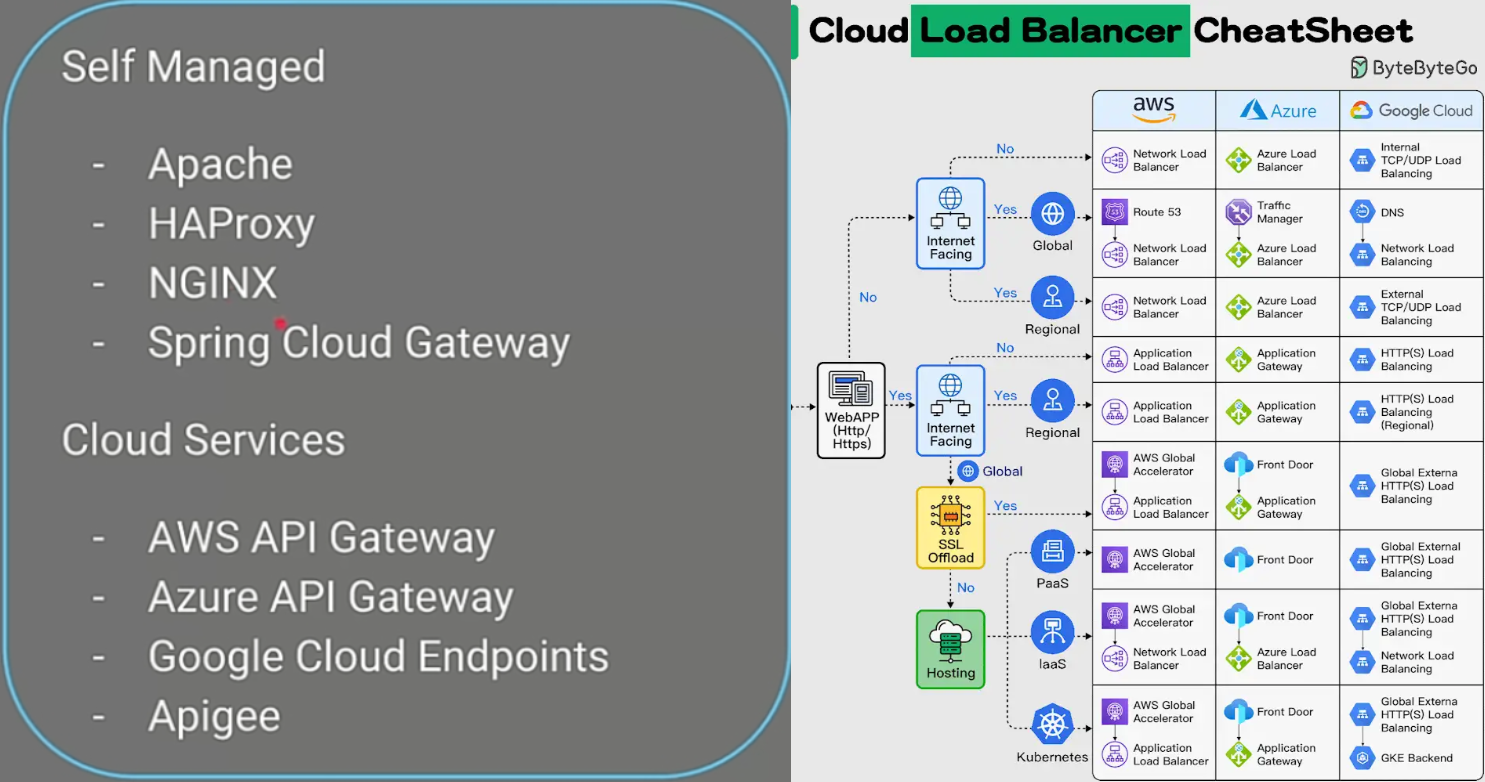 Self Managed
- Apache
- HAProxy
- NGINX
- Spring Cloud Gateway
Cloud Services
- AWS API Gateway
- Azure API Gateway
- Google Cloud Endpoints
- Apigee
Cloud Load Balancer CheatSheet
ByteByteGo
WebAPP
(Http/
Https)
No
Yes
Internet
Facing
No
Yes
Global
Yes
Regional
Internet
Facing
No
Yes
Regional
Global
SSL
Offload
Yes
No
Hosting
PaaS
IaaS
Kubernetes
aws
Azure
Google Cloud
Network Load
Balancer
Azure Load
Balancer
Internal
TCP/UDP Load
Balancing
Route 53
Network Load
Balancer
Traffic
Manager
Azure Load
Balancer
DNS
Network Load
Balancing
Network Load
Balancer
Azure Load
Balancer
External
TCP/UDP Load
Balancing
Application
Load Balancer
Application
Gateway
HTTP(S) Load
Balancing
Application
Load Balancer
Application
Gateway
HTTP(S) Load
Balancing
(Regional)
AWS Global
Accelerator
Application
Load Balancer
Front Door
Application
Gateway
Global Externa
HTTP(S) Load
Balancing
AWS Global
Accelerator
Front Door
Global External
HTTP(S) Load
Balancing
AWS Global
Accelerator
Network Load
Balancer
Front Door
Azure Load
Balancer
Global Externa
HTTP(S) Load
Balancing
Network Load
Balancing
AWS Global
Accelerator
Application
Load Balancer
Front Door
Application
Gateway
Global Externa
HTTP(S) Load
Balancing
GKE Backend